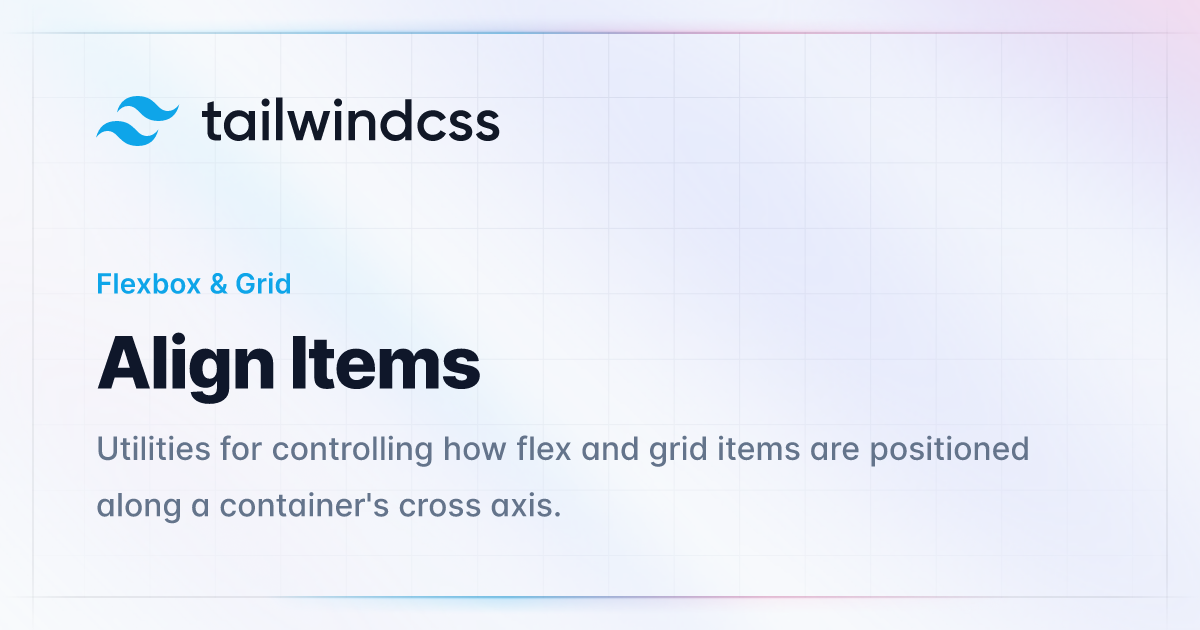 tailwindcss
Flexbox & Grid
Align Items
Utilities for controlling how flex and grid items are positioned
along a container's cross axis.